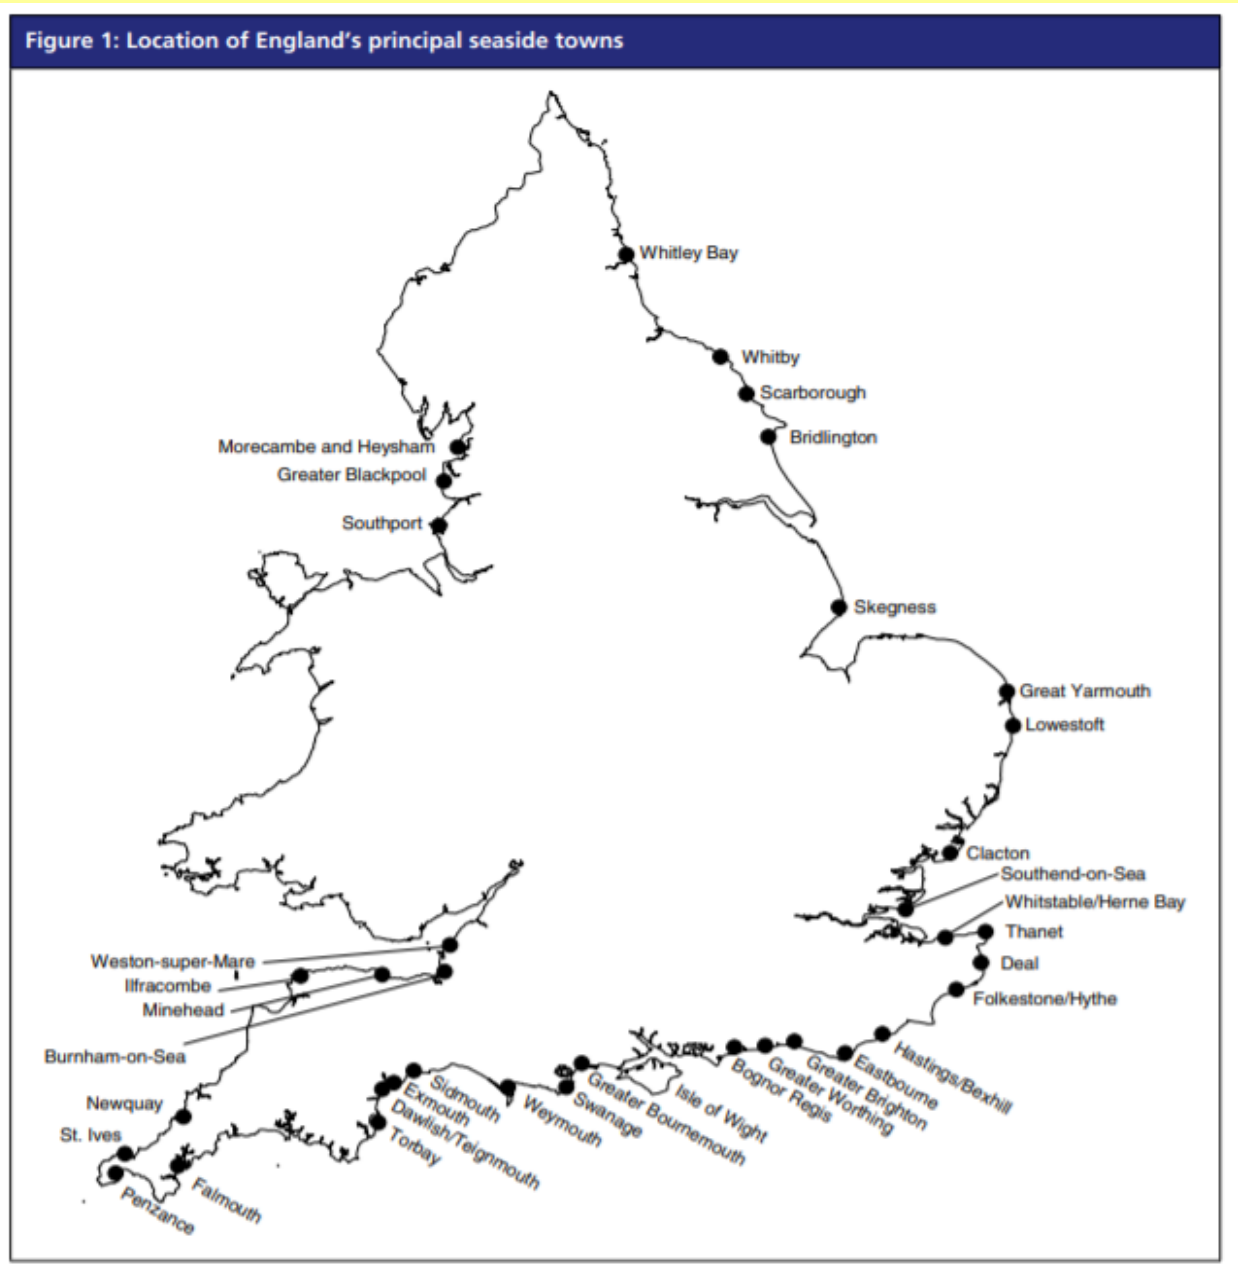 Figure 1: Location of England's principal seaside towns
Whitley Bay
Whitby
Scarborough
Bridlington
Morecambe and Heysham
Greater Blackpool
Southport
Skegness
Great Yarmouth
Lowestoft
Clacton
Southend-on-Sea
Whitstable/Herne Bay
Thanet
Deal
Folkestone/Hythe
Hastings/Bexhill
Eastbourne
Greater Brighton
Greater Worthing
Bognor Regis
Isle of Wight
Greater Bournemouth
Swanage
Weymouth
Sidmouth
Exmouth
Dawlish/Teignmouth
Torbay
Falmouth
Penzance
St. Ives
Newquay
Burnham-on-Sea
Minehead
Ilfracombe
Weston-super-Mare